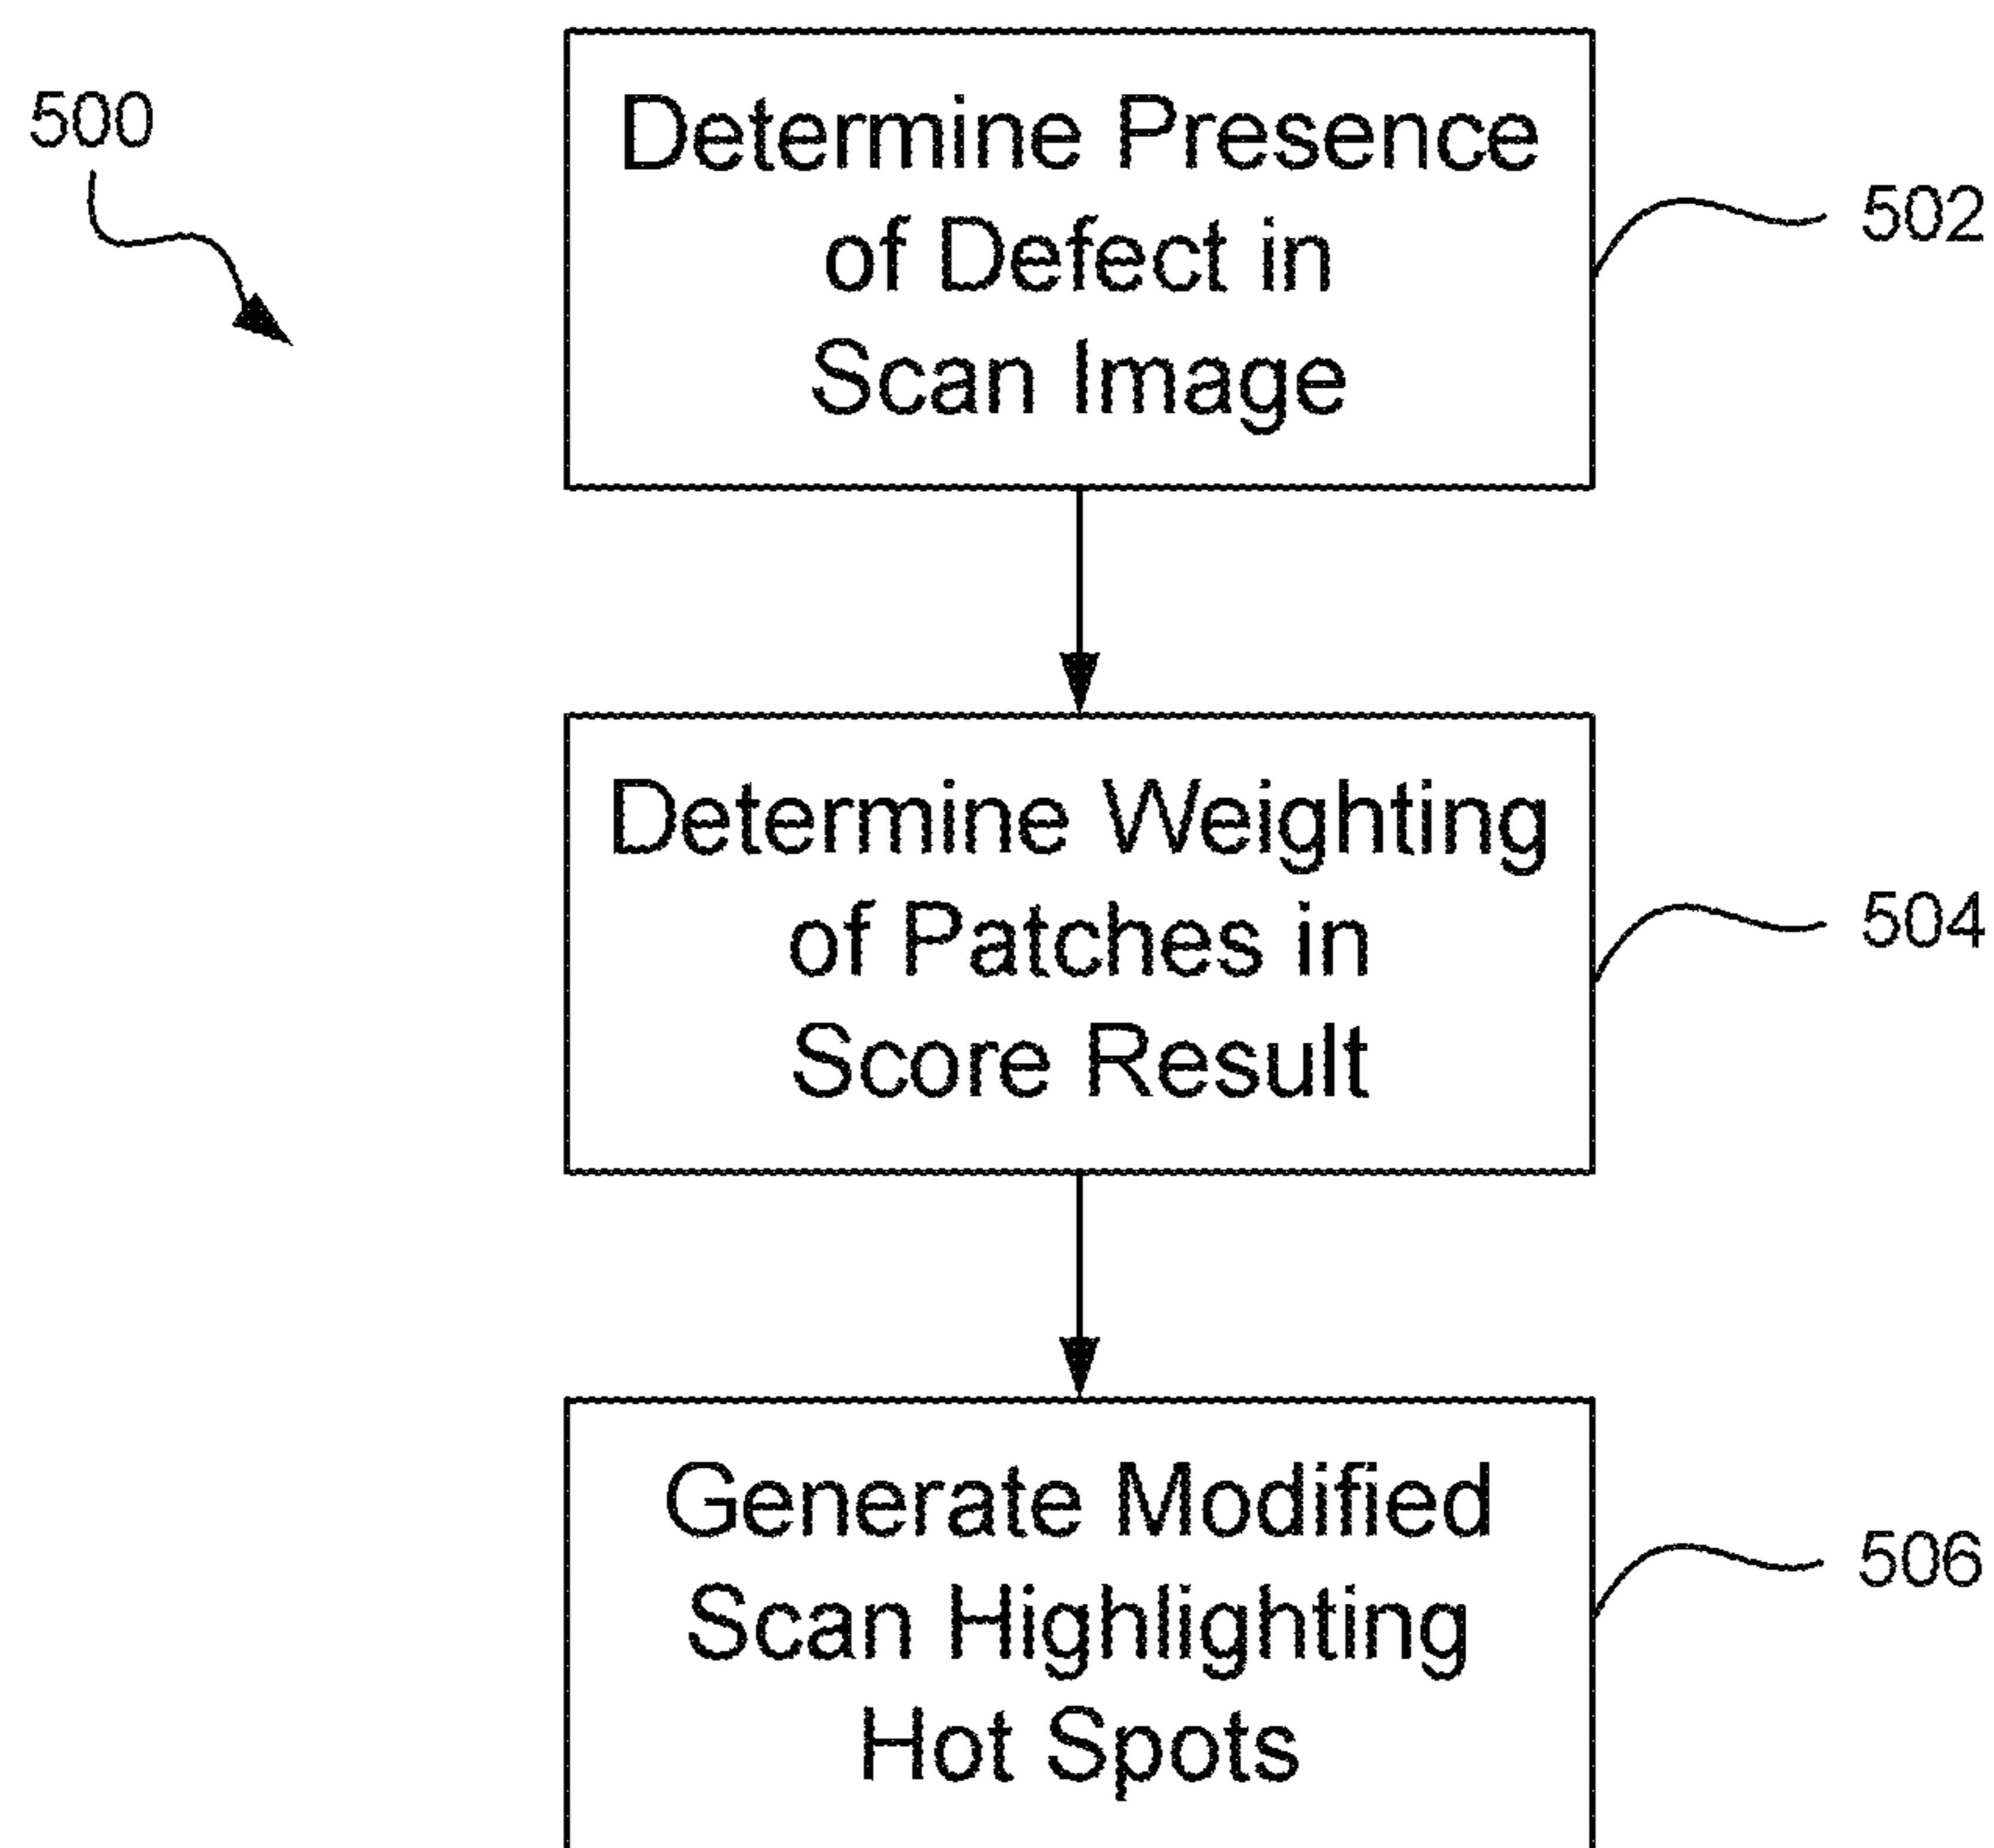 500
Determine Presence
of Defect in
Scan Image
502
Determine Weighting
of Patches in
Score Result
504
Generate Modified
Scan Highlighting
Hot Spots
506